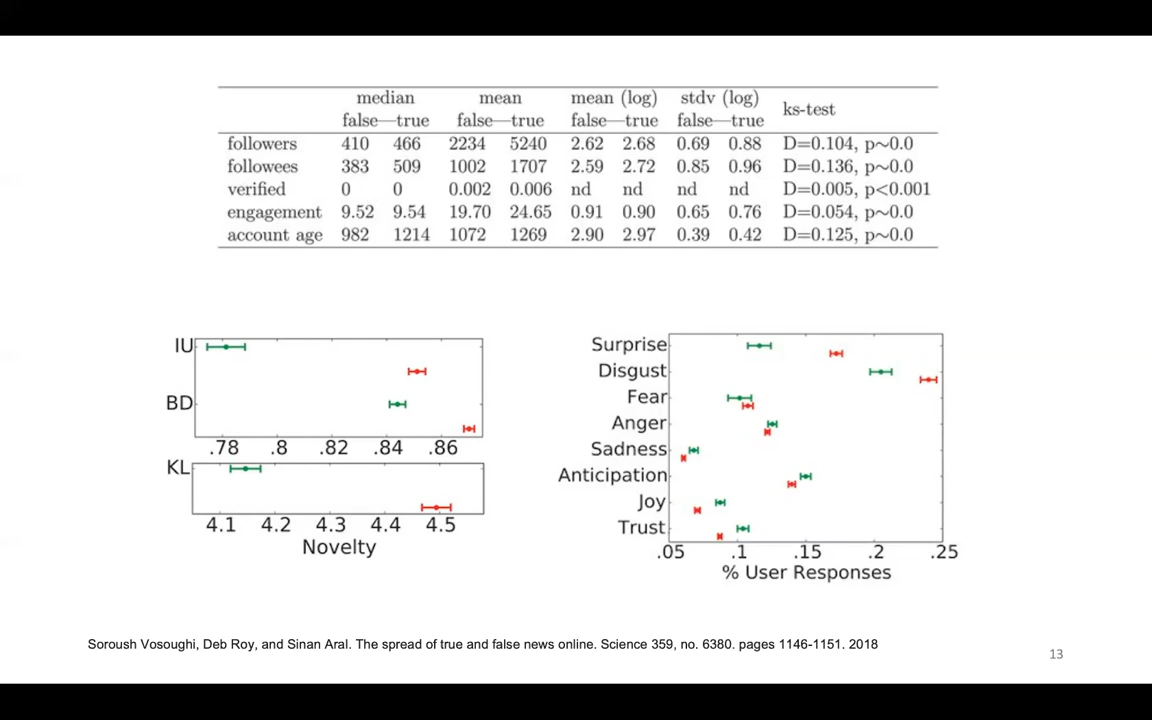 median mean mean (log) stdv (log) ks-test
false—true false—true false—true false—true
followers 410 466 2234 5240 2.62 2.68 0.69 0.88 D=0.104, p~0.0
followees 383 509 1002 1707 2.59 2.72 0.85 0.96 D=0.136, p~0.0
verified 0 0 0.002 0.006 nd nd nd nd D=0.005, p<0.001
engagement 9.52 9.54 19.70 24.65 0.91 0.90 0.65 0.76 D=0.054, p~0.0
account age 982 1214 1072 1269 2.90 2.97 0.39 0.42 D=0.125, p~0.0
IU
BD
.78 .8 .82 .84 .86
KL
4.1 4.2 4.3 4.4 4.5
Novelty
Surprise
Disgust
Fear
Anger
Sadness
Anticipation
Joy
Trust
.05 .1 .15 .2 .25
% User Responses
Soroush Vosoughi, Deb Roy, and Sinan Aral. The spread of true and false news online. Science 359, no. 6380. pages 1146-1151. 2018
13